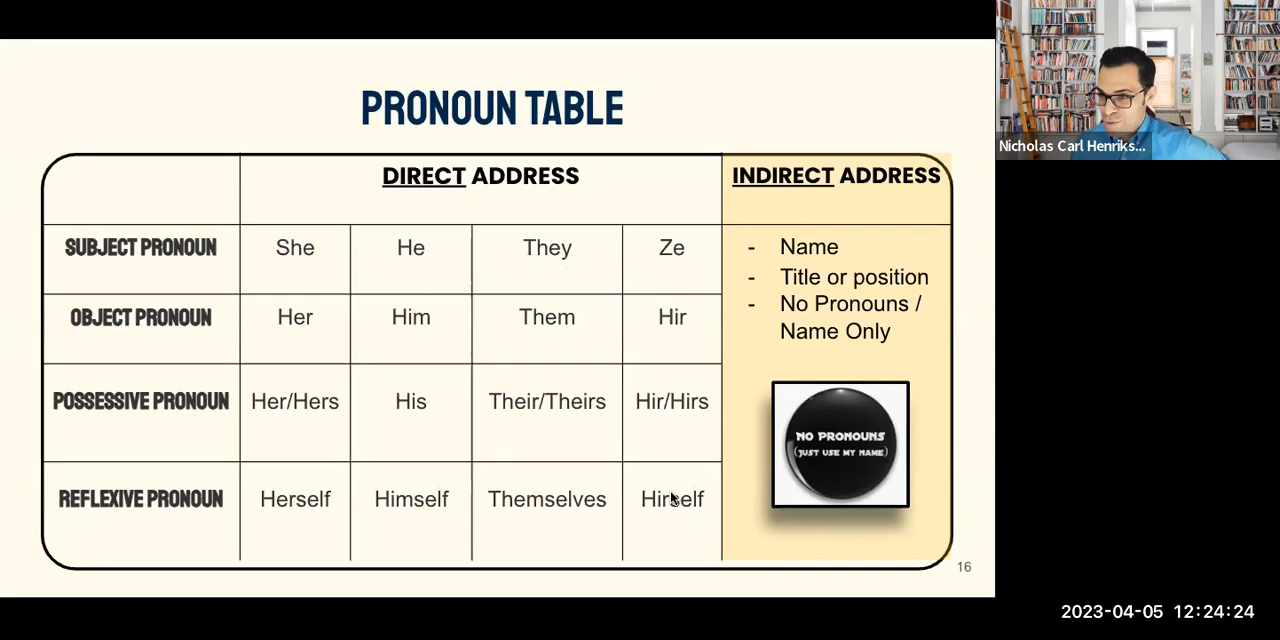 PRONOUN TABLE
DIRECT ADDRESS
INDIRECT ADDRESS
SUBJECT PRONOUN She He They Ze
OBJECT PRONOUN Her Him Them Hir
POSSESSIVE PRONOUN Her/Hers His Their/Theirs Hir/Hirs
REFLEXIVE PRONOUN Herself Himself Themselves Hirself
- Name
- Title or position
- No Pronouns /
Name Only
NO PRONOUNS
(JUST USE MY NAME)
16
Nicholas Carl Henriks...
2023-04-05 12:24:24